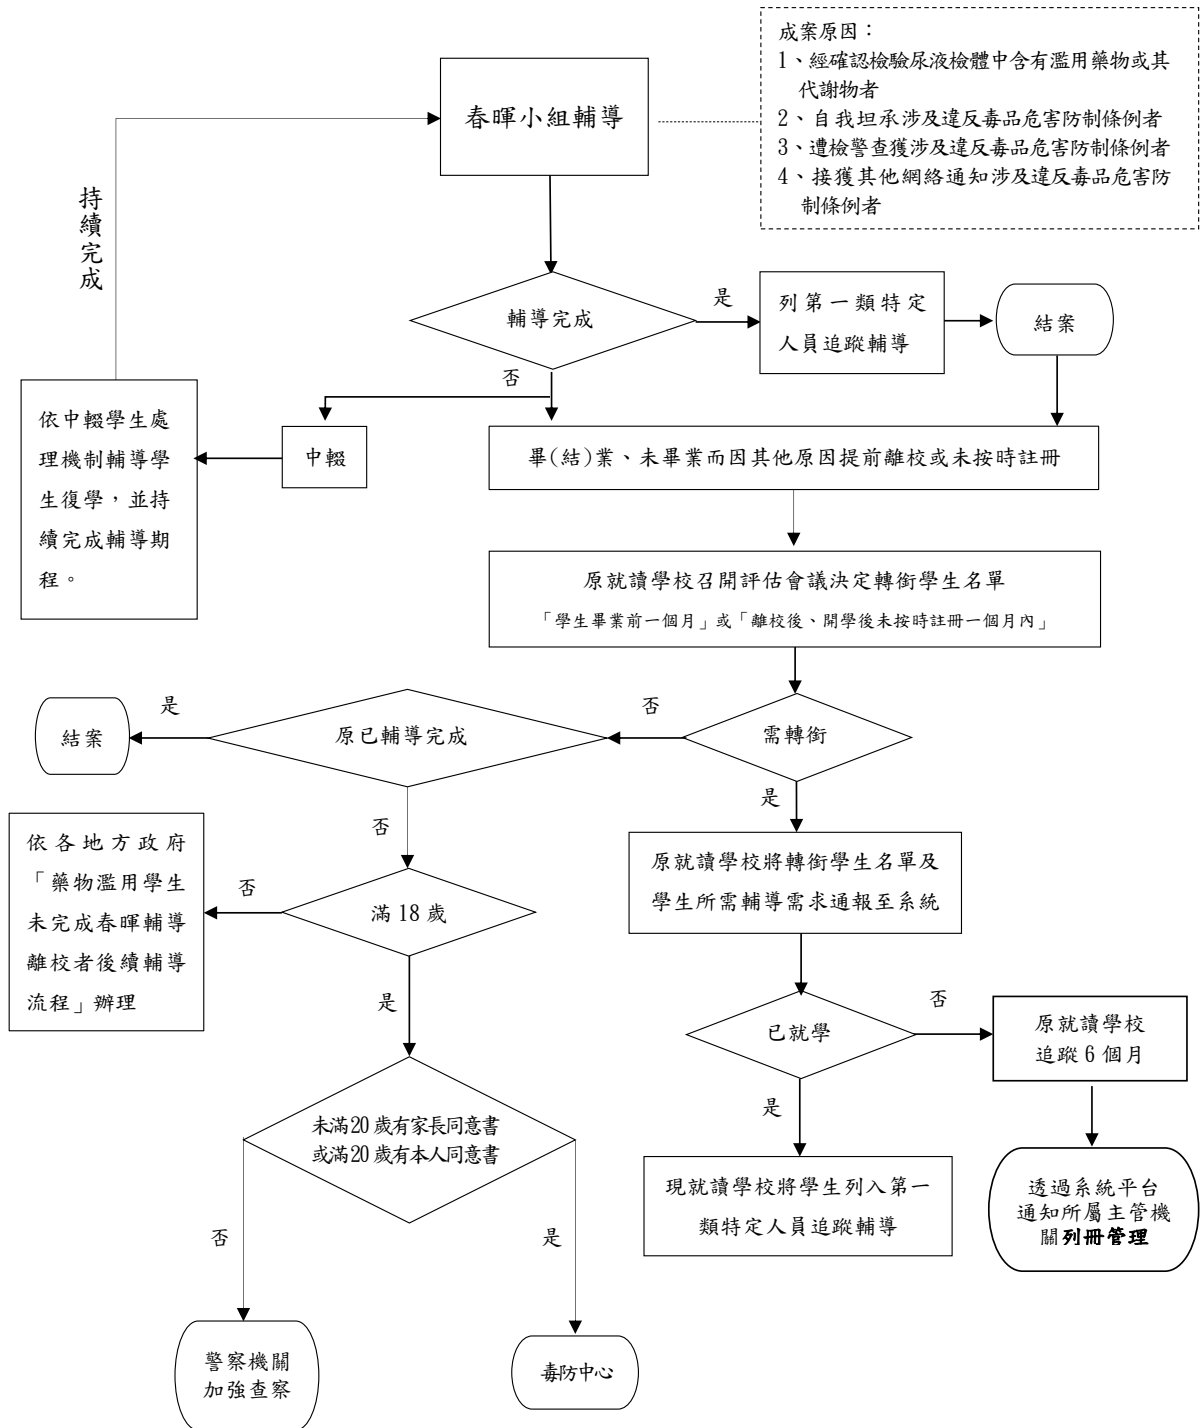 成案原因：
1、經確認檢驗尿液檢體中含有濫用藥物或其
代謝物者
2、自我坦承涉及違反毒品危害防制條例者
3、遭檢警查獲涉及違反毒品危害防制條例者
4、接獲其他網絡通知涉及違反毒品危害防
制條例者
春暉小組輔導
持續完成
輔導完成
是
列第一類特定
人員追蹤輔導
結案
否
依中輟學生處
理機制輔導學
生復學，並持
續完成輔導期
程。
中輟
畢(結)業、未畢業而因其他原因提前離校或未按時註冊
原就讀學校召開評估會議決定轉銜學生名單
「學生畢業前一個月」或「離校後、開學後未按時註冊一個月內」
結案
是
原已輔導完成
否
需轉銜
是
否
依各地方政府
「藥物濫用學生
未完成春暉輔導
離校者後續輔導
流程」辦理
否
滿18歲
原就讀學校將轉銜學生名單及
學生所需輔導需求通報至系統
是
已就學
否
原就讀學校
追蹤6個月
是
未滿20歲有家長同意書
或滿20歲有本人同意書
現就讀學校將學生列入第一
類特定人員追蹤輔導
透過系統平台
通知所屬主管機
關列冊管理
否
是
警察機關
加強查察
毒防中心